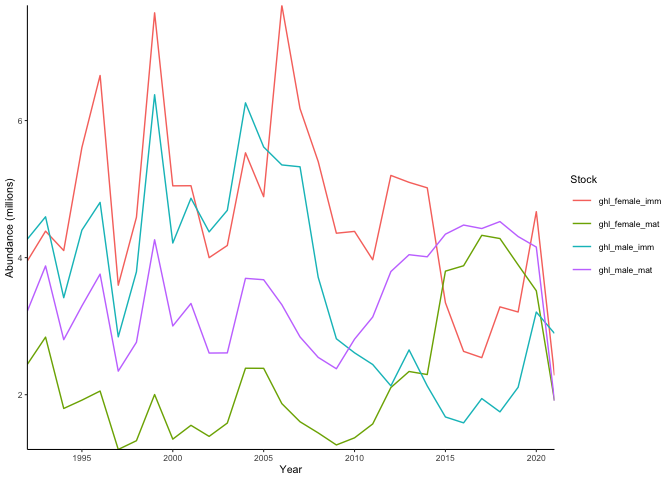 Abundance (millions)
6
4
2
1995
2000
2005
2010
2015
2020
Year
Stock
ghl_female_imm
ghl_female_mat
ghl_male_imm
ghl_male_mat